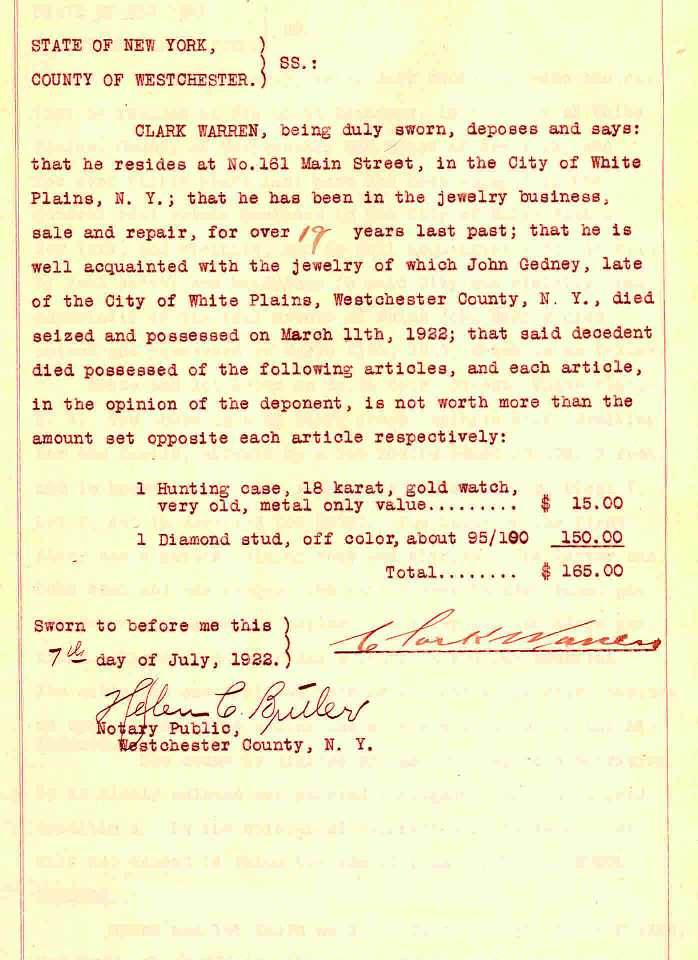 STATE OF NEW YORK, )
) SS.:
COUNTY OF WESTCHESTER.)
CLARK WARREN, being duly sworn, deposes and says:
that he resides at No.161 Main Street, in the City of White
Plains, N. Y.; that he has been in the jewelry business,
sale and repair, for over 19 years last past; that he is
well acquainted with the jewelry of which John Gedney, late
of the City of White Plains, Westchester County, N. Y., died
seized and possessed on March 11th, 1922; that said decedent
died possessed of the following articles, and each article,
in the opinion of the deponent, is not worth more than the
amount set opposite each article respectively:
1 Hunting case, 18 karat, gold watch,
very old, metal only value......... $ 15.00
1 Diamond stud, off color, about 95/100 150.00
Total........ $ 165.00
Sworn to before me this )
7th day of July, 1922.)
Clark Warren
Helen C. Butler
Notary Public,
Westchester County, N. Y.